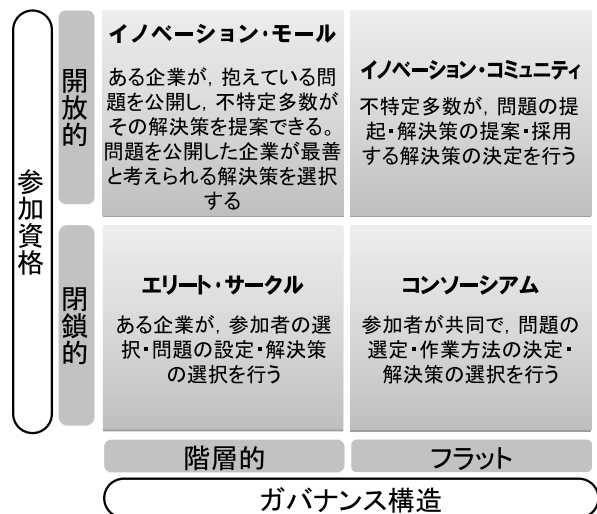 参加資格
開放的
イノベーション・モール
ある企業が，抱えている問
題を公開し，不特定多数が
その解決策を提案できる。
問題を公開した企業が最善
と考えられる解決策を選択
する
イノベーション・コミュニティ
不特定多数が，問題の提
起・解決策の提案・採用
する解決策の決定を行う
閉鎖的
エリート・サークル
ある企業が，参加者の選
択・問題の設定・解決策
の選択を行う
コンソーシアム
参加者が共同で，問題の
選定・作業方法の決定・
解決策の選択を行う
階層的
フラット
ガバナンス構造